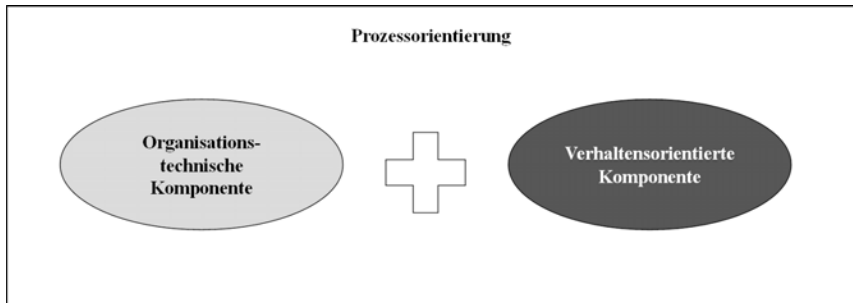 Prozessorientierung
Organisations-
technische
Komponente
Verhaltensorientierte
Komponente